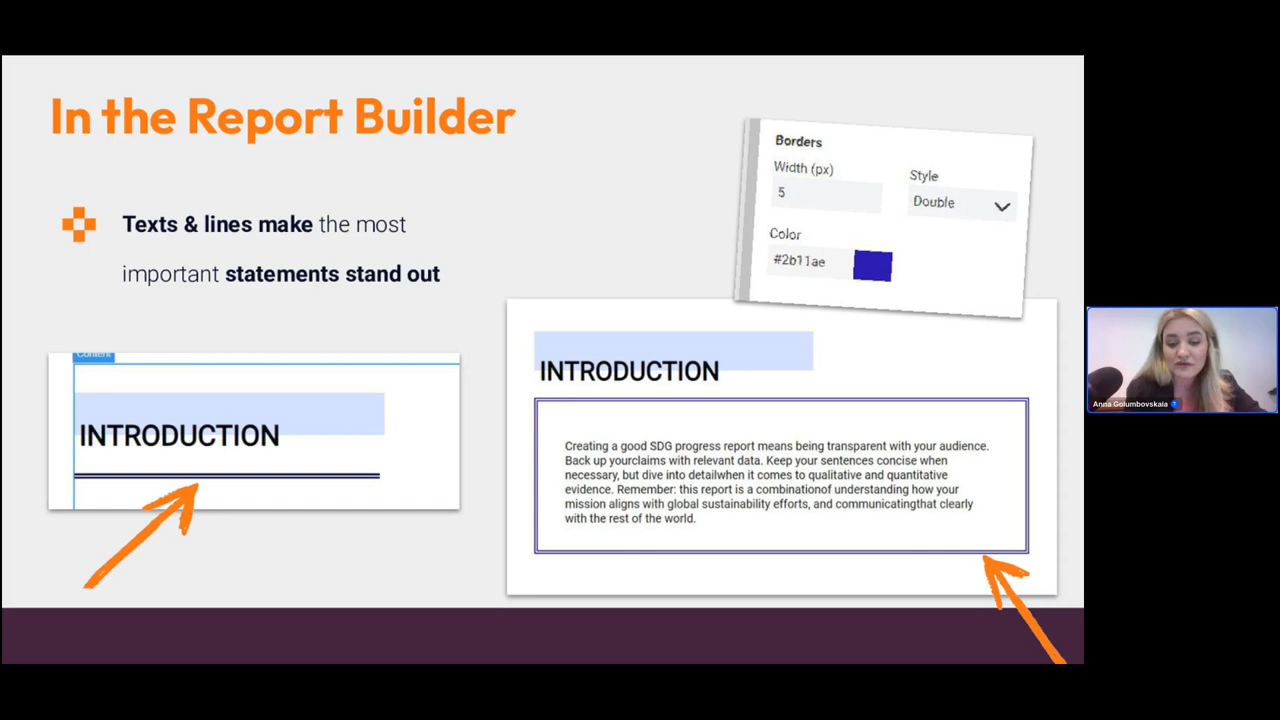 In the Report Builder
Texts & lines make the most
important statements stand out
Borders
Width (px)
Style
5
Double
Color
#2b11ae
Content
INTRODUCTION
INTRODUCTION
Creating a good SDG progress report means being transparent with your audience.
Back up yourclaims with relevant data. Keep your sentences concise when
necessary, but dive into detailwhen it comes to qualitative and quantitative
evidence. Remember: this report is a combinationof understanding how your
mission aligns with global sustainability efforts, and communicatingthat clearly
with the rest of the world.
Anna Golumbovskaia